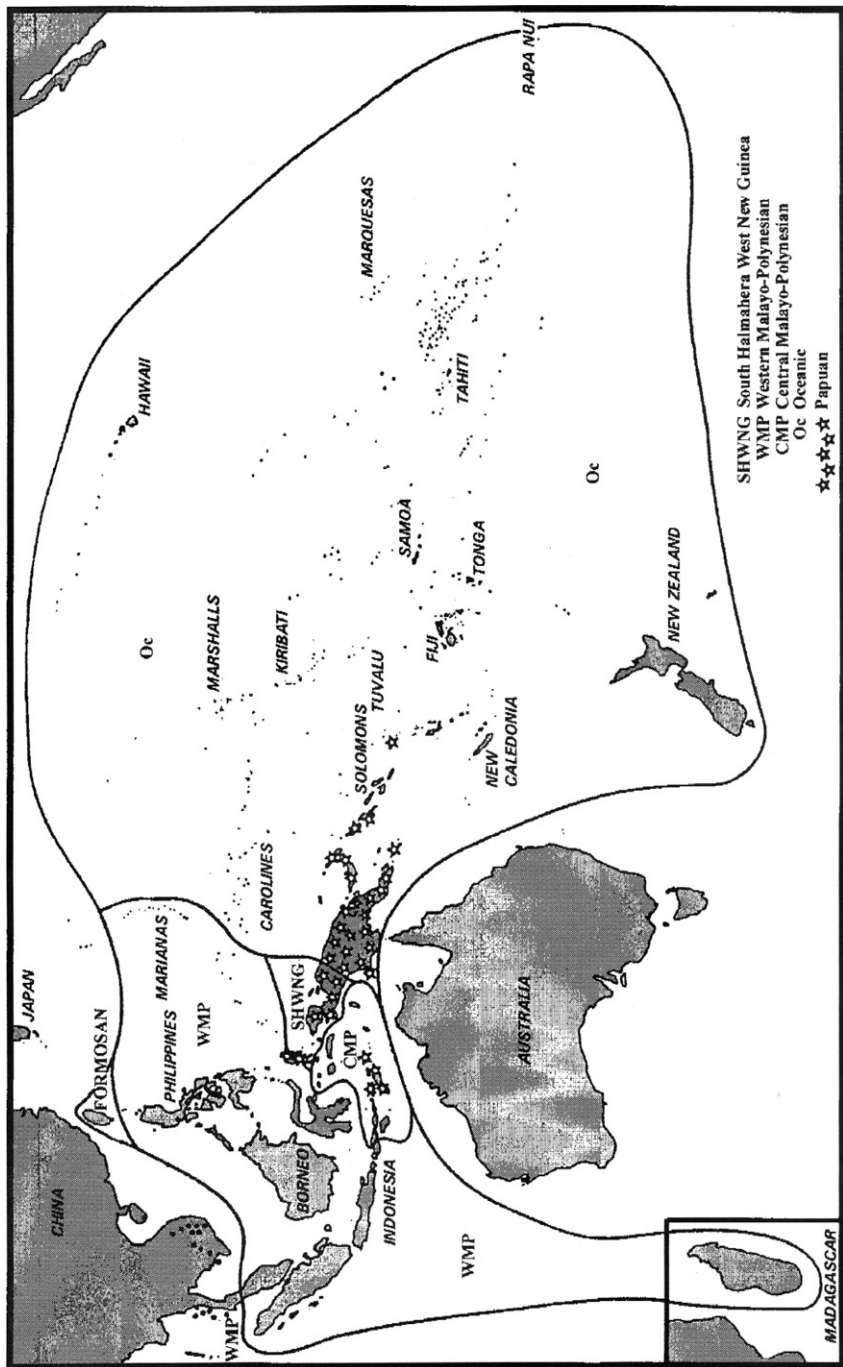 CHINA
JAPAN
FORMOSAN
PHILIPPINES
MARIANAS
WMP
WMP
BORNEO
INDONESIA
WMP
SHWNG
CMP
CAROLINES
MARSHALLS
Oc
KIRIBATI
HAWAII
SOLOMONS
TUVALU
SAMOA
FIJI
TONGA
NEW
CALEDONIA
MARQUESAS
TAHITI
RAPA NUI
Oc
AUSTRALIA
NEW ZEALAND
MADAGASCAR
SHWNG South Halmahera West New Guinea
WMP Western Malayo-Polynesian
CMP Central Malayo-Polynesian
Oc Oceanic
☆☆☆☆ Papuan